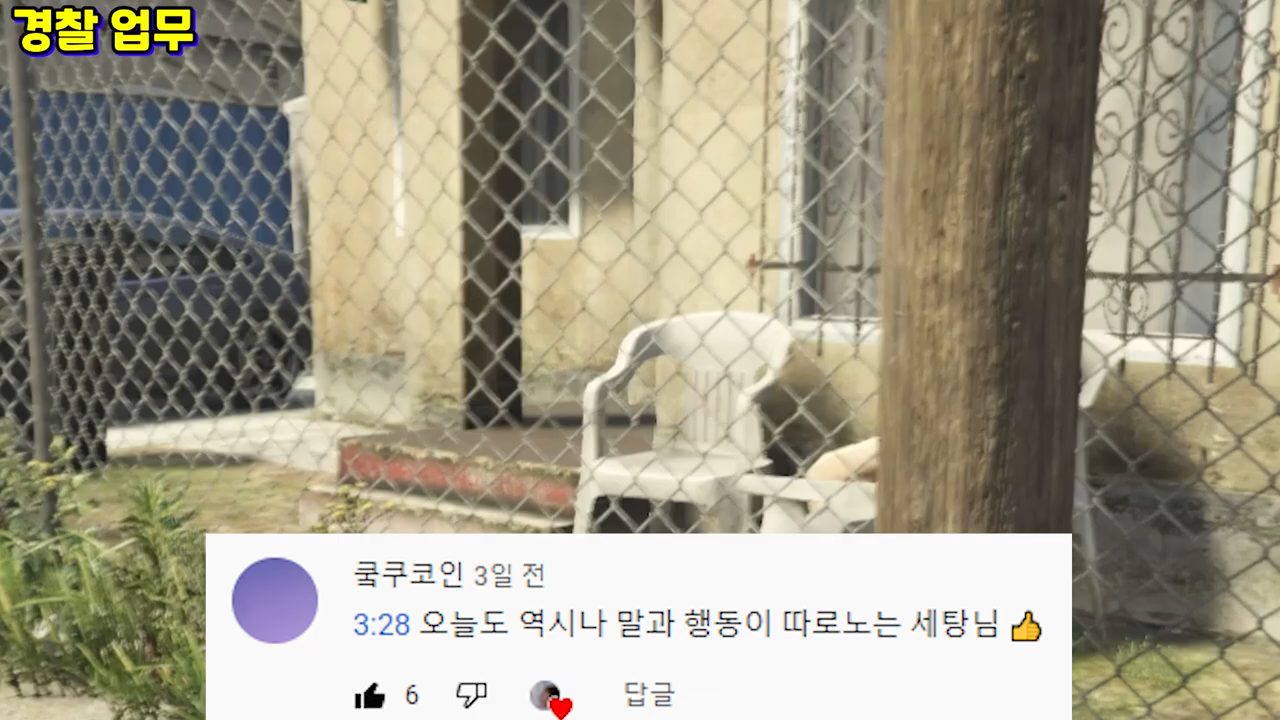 경찰 업무
쿸쿠코인 3일 전
3:28 오늘도 역시나 말과 행동이 따로노는 세탕님 👍
6
답글